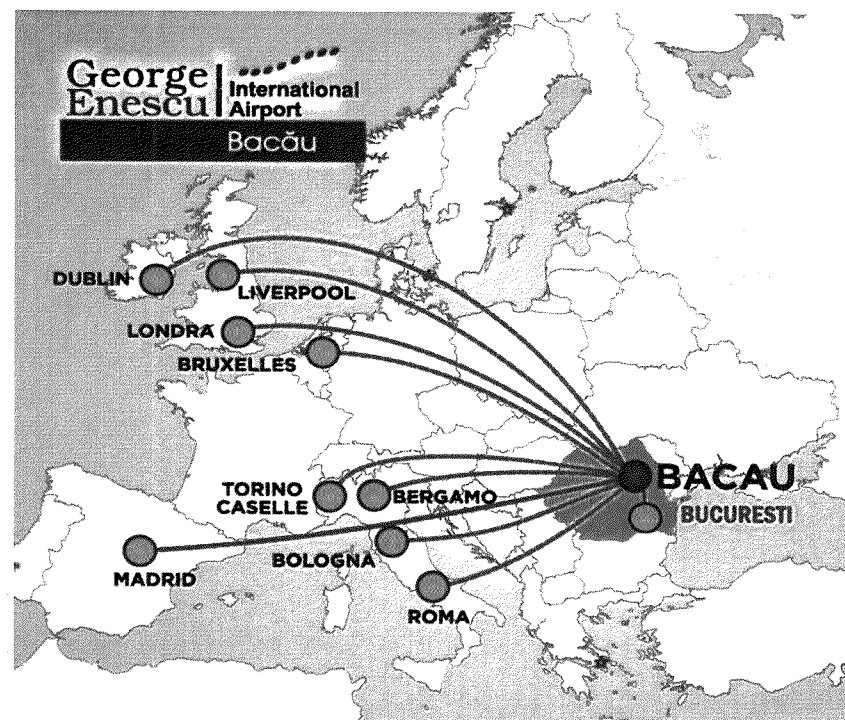 George
Enescu
International
Airport
Bacău
DUBLIN
LIVERPOOL
LONDRA
BRUXELLES
TORINO
CASELLE
BERGAMO
BACAU
BUCURESTI
BOLOGNA
MADRID
ROMA